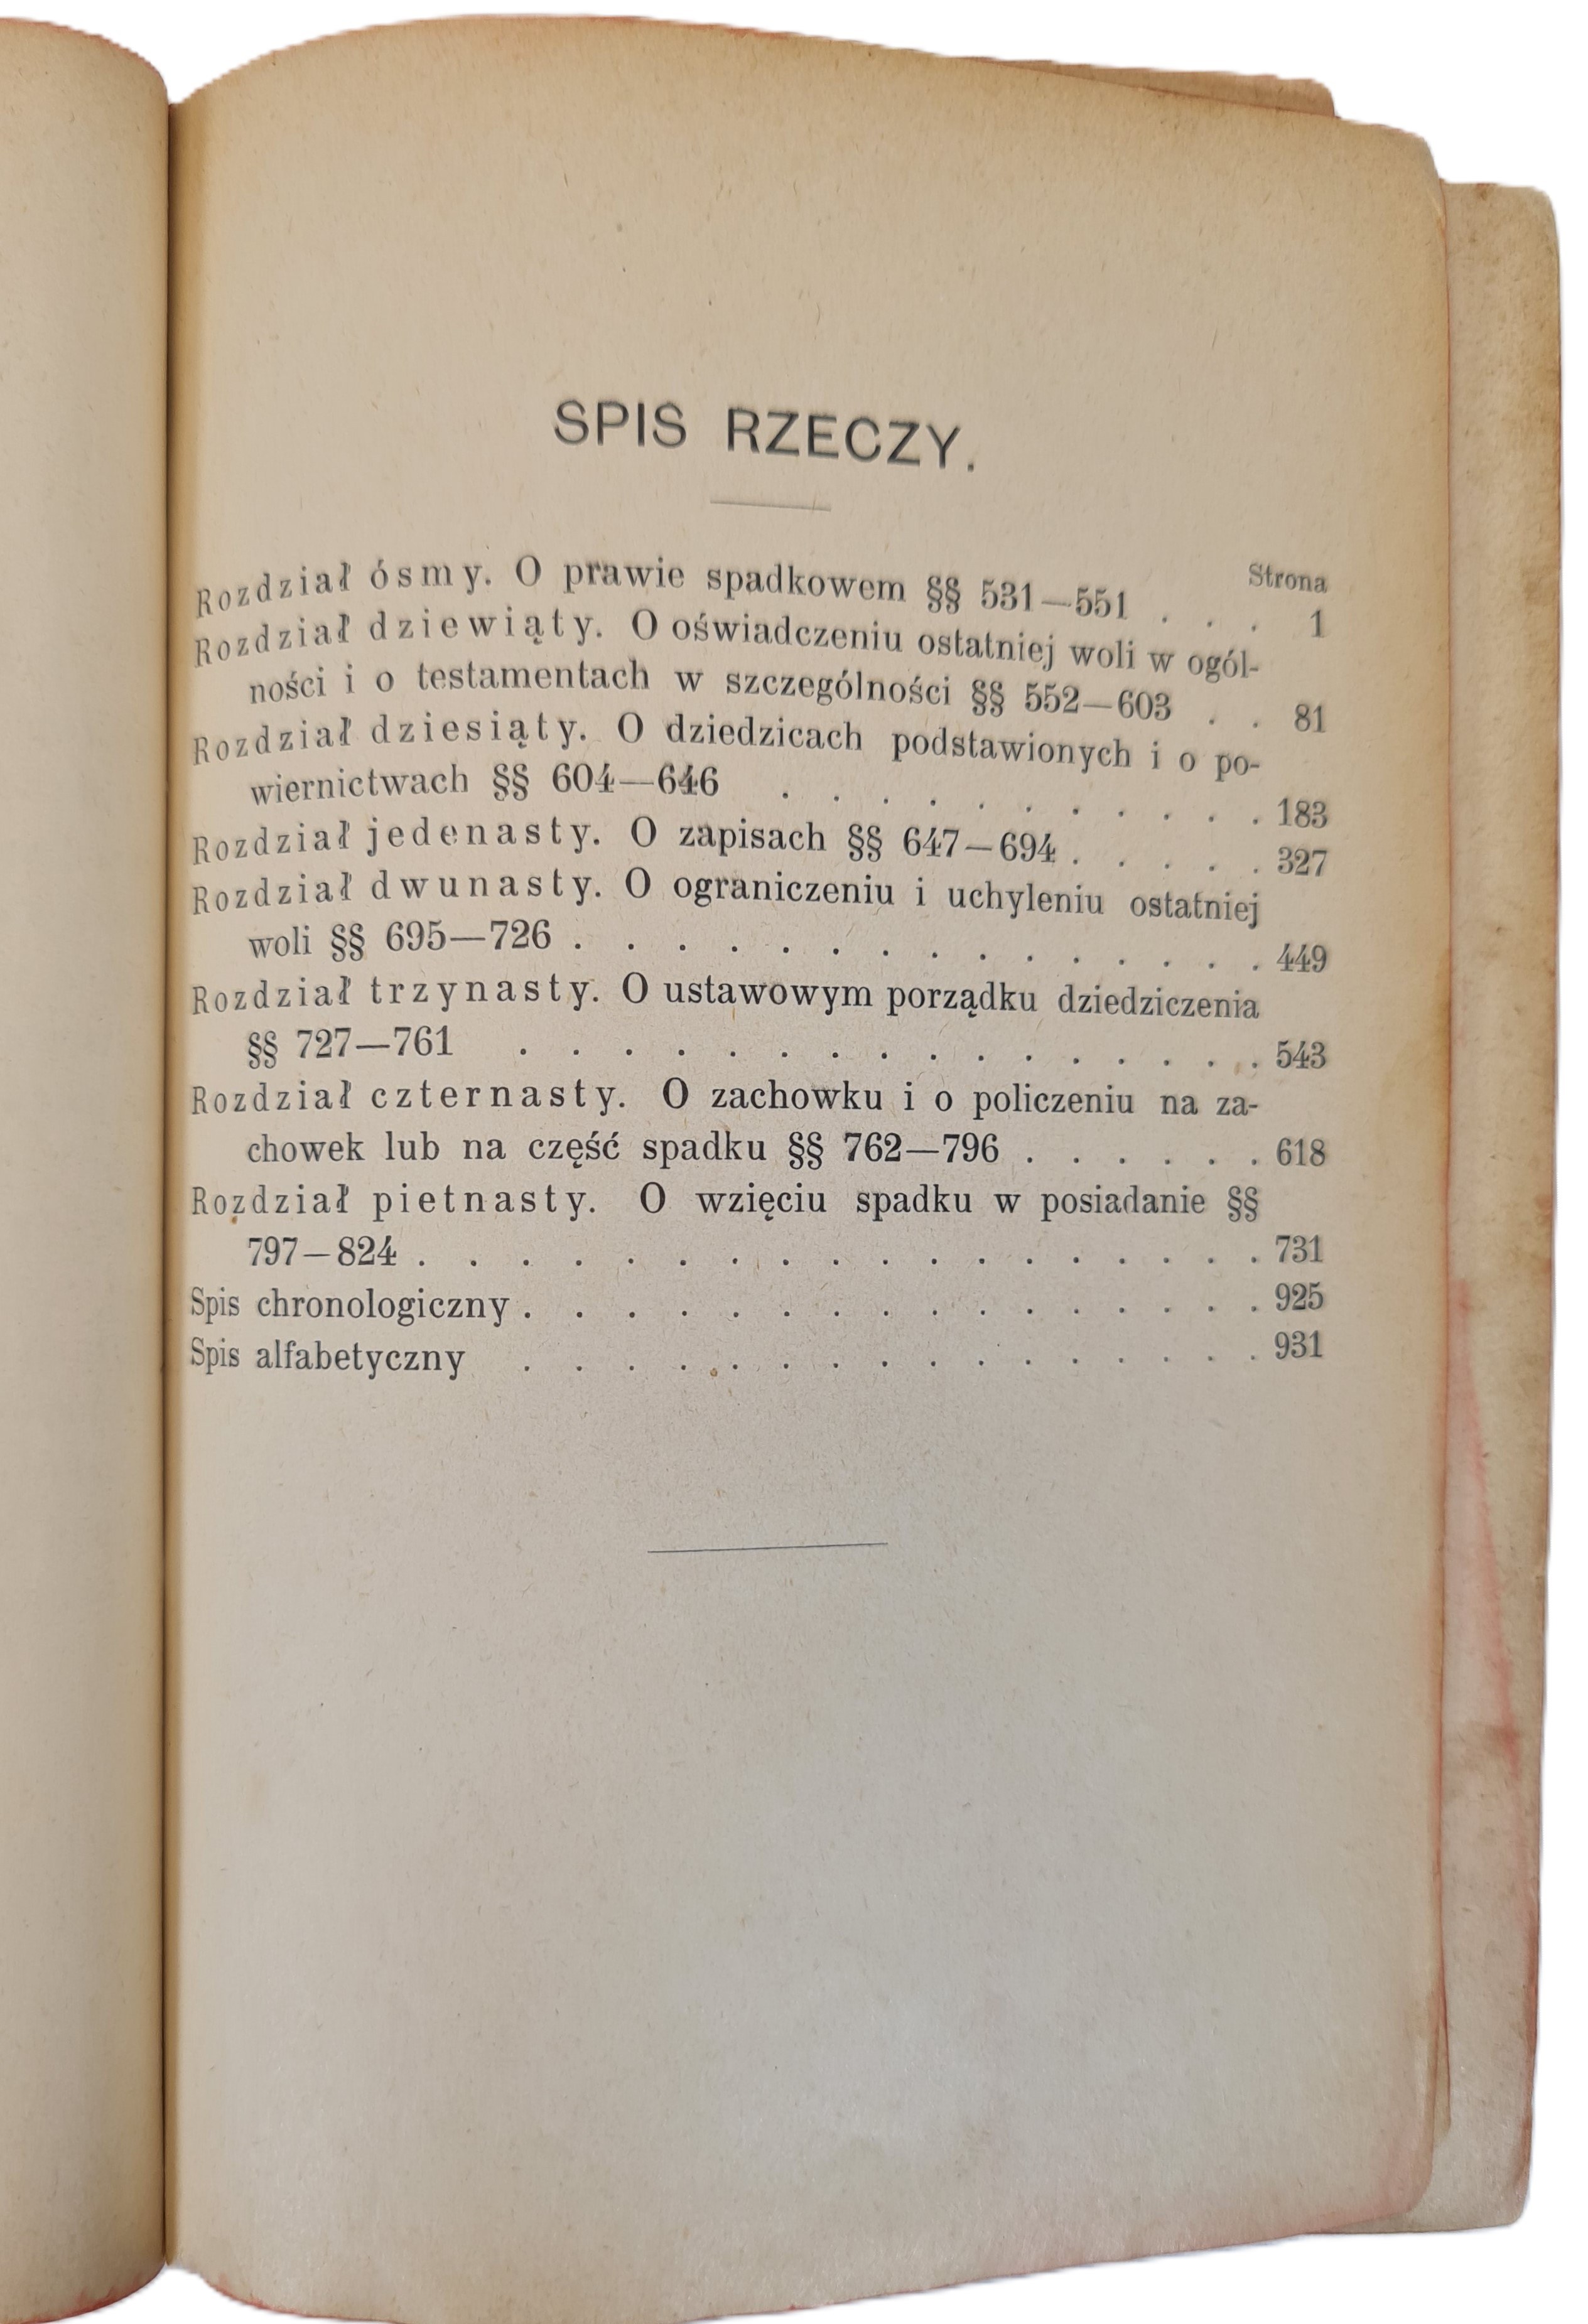 SPIS RZECZY.
Strona
Rozdział ósmy. O prawie spadkowem §§ 531—551 . . . 1
Rozdział dziewiąty. O oświadczeniu ostatniej woli w ogól-
ności i o testamentach w szczególności §§ 552—603 . . 81
Rozdział dziesiąty. O dziedzicach podstawionych i o po-
wiernictwach §§ 604—646 . . . . . . . . . . 183
Rozdział jedenasty. O zapisach §§ 647—694 . . . . . 327
Rozdział dwunasty. O ograniczeniu i uchyleniu ostatniej
woli §§ 695—726 . . . . . . . . . . . . . . 449
Rozdział trzynasty. O ustawowym porządku dziedziczenia
§§ 727—761 . . . . . . . . . . . . . . . 543
Rozdział czternasty. O zachowku i o policzeniu na za-
chowek lub na część spadku §§ 762—796 . . . . . . 618
Rozdział pietnasty. O wzięciu spadku w posiadanie §§
797—824 . . . . . . . . . . . . . . . . . 731
Spis chronologiczny . . . . . . . . . . . . . . . 925
Spis alfabetyczny . . . . . . . . . . . . . . . 931